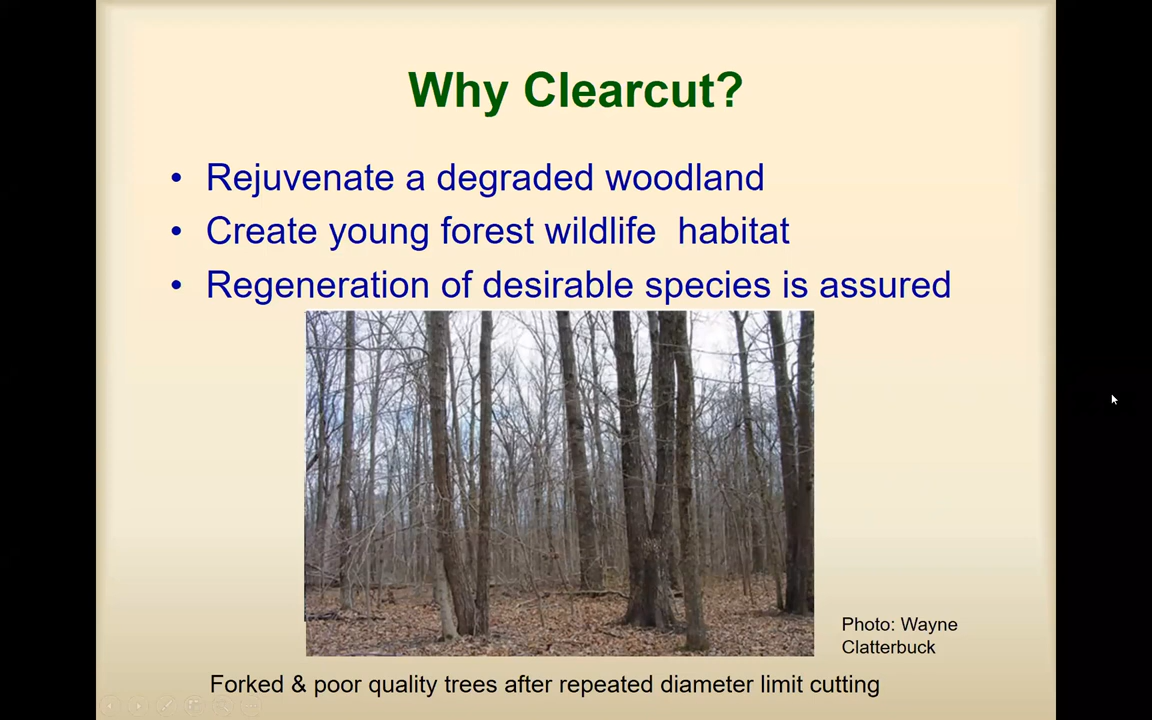 Why Clearcut?
• Rejuvenate a degraded woodland
• Create young forest wildlife  habitat
• Regeneration of desirable species is assured
Photo: Wayne
Clatterbuck
Forked & poor quality trees after repeated diameter limit cutting